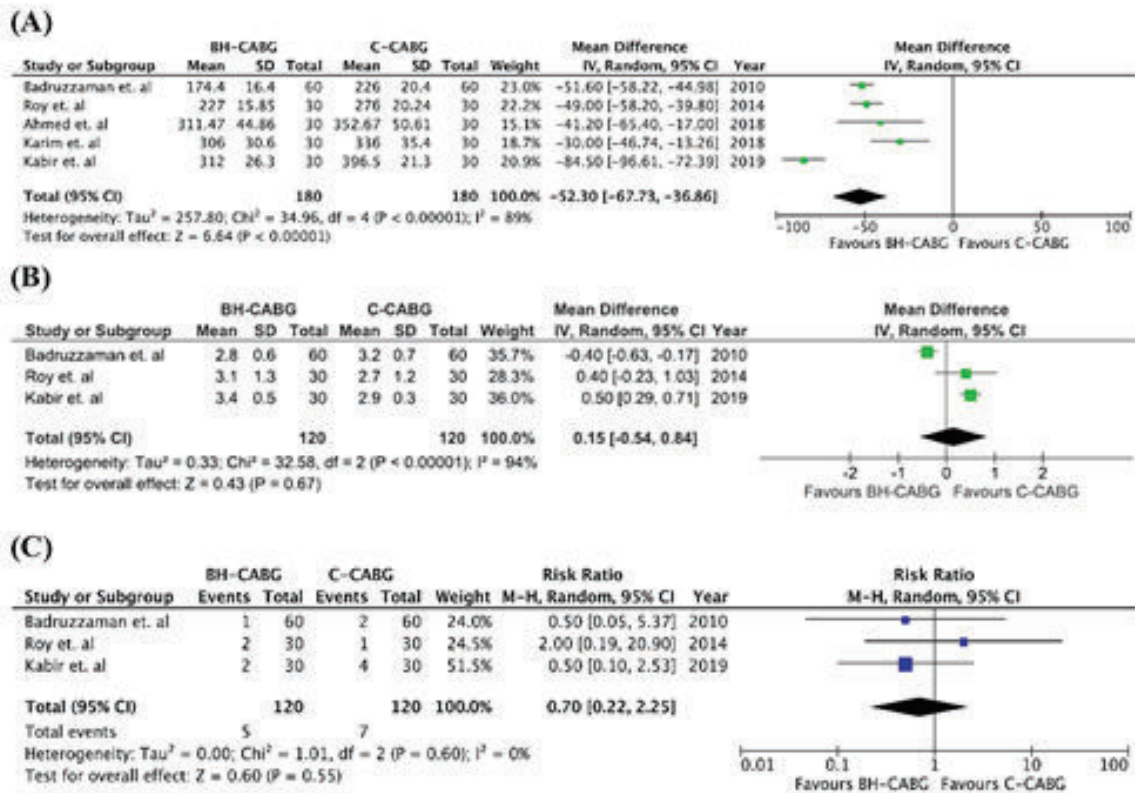 (A)
BH-CABG C-CABG Mean Difference Mean Difference
Study or Subgroup Mean SD Total Mean SD Total Weight IV, Random, 95% CI Year IV, Random, 95% CI
Badruzzaman et. al 174.4 16.4 60 226 20.4 60 23.0% -51.60 [-58.22, -44.98] 2010
Roy et. al 227 15.85 30 276 20.24 30 22.2% -49.00 [-58.20, -39.80] 2014
Ahmed et. al 311.47 44.86 30 352.67 50.61 30 15.1% -41.20 [-65.40, -17.00] 2018
Karim et. al 306 30.6 30 336 35.4 30 18.7% -30.00 [-46.74, -13.26] 2018
Kabir et. al 312 26.3 30 396.5 21.3 30 20.9% -84.50 [-96.61, -72.39] 2019
Total (95% CI) 180 180 100.0% -52.30 [-67.73, -36.86]
Heterogeneity: Tau² = 257.80; Chi² = 34.96, df = 4 (P < 0.00001); I² = 89%
Test for overall effect: Z = 6.64 (P < 0.00001)
-100 -50 0 50 100
Favours BH-CABG Favours C-CABG
(B)
BH-CABG C-CABG Mean Difference Mean Difference
Study or Subgroup Mean SD Total Mean SD Total Weight IV, Random, 95% CI Year IV, Random, 95% CI
Badruzzaman et. al 2.8 0.6 60 3.2 0.7 60 35.7% -0.40 [-0.63, -0.17] 2010
Roy et. al 3.1 1.3 30 2.7 1.2 30 28.3% 0.40 [-0.23, 1.03] 2014
Kabir et. al 3.4 0.5 30 2.9 0.3 30 36.0% 0.50 [0.29, 0.71] 2019
Total (95% CI) 120 120 100.0% 0.15 [-0.54, 0.84]
Heterogeneity: Tau² = 0.33; Chi² = 32.58, df = 2 (P < 0.00001); I² = 94%
Test for overall effect: Z = 0.43 (P = 0.67)
-2 -1 0 1 2
Favours BH-CABG Favours C-CABG
(C)
BH-CABG C-CABG Risk Ratio Risk Ratio
Study or Subgroup Events Total Events Total Weight M-H, Random, 95% CI Year M-H, Random, 95% CI
Badruzzaman et. al 1 60 2 60 24.0% 0.50 [0.05, 5.37] 2010
Roy et. al 2 30 1 30 24.5% 2.00 [0.19, 20.90] 2014
Kabir et. al 2 30 4 30 51.5% 0.50 [0.10, 2.53] 2019
Total (95% CI) 120 120 100.0% 0.70 [0.22, 2.25]
Total events 5 7
Heterogeneity: Tau² = 0.00; Chi² = 1.01, df = 2 (P = 0.60); I² = 0%
Test for overall effect: Z = 0.60 (P = 0.55)
0.01 0.1 1 10 100
Favours BH-CABG Favours C-CABG